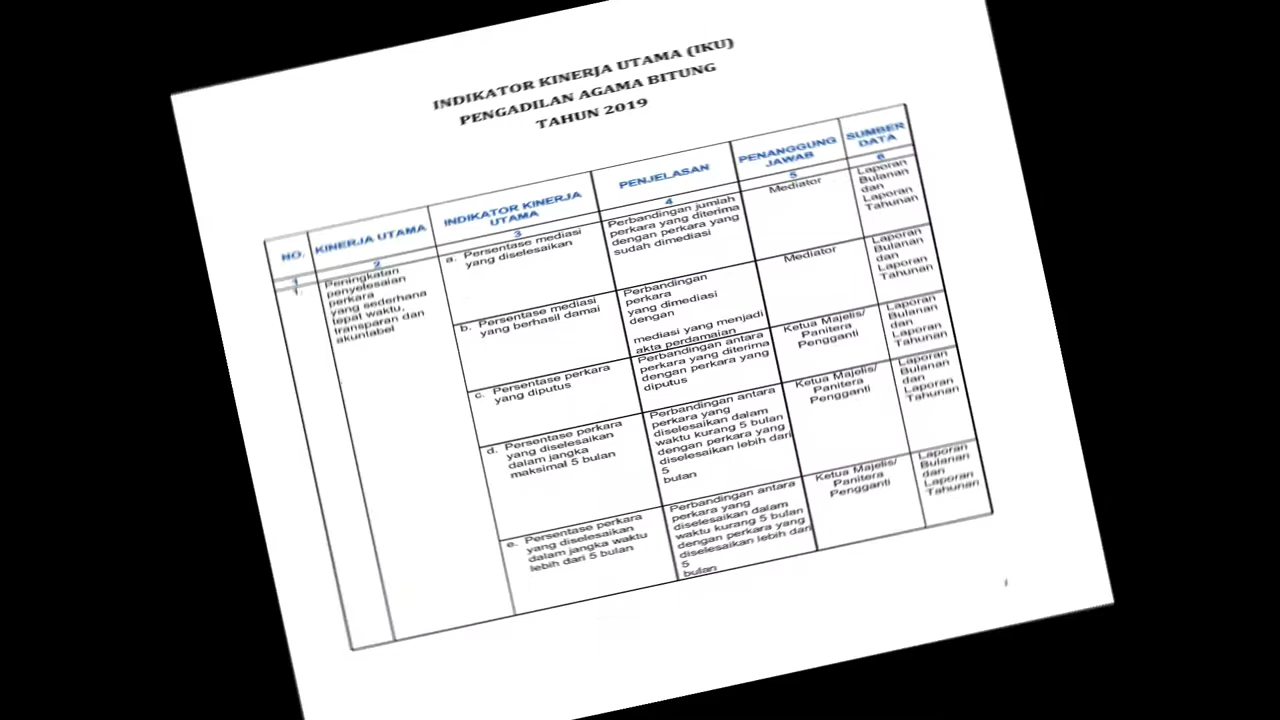 INDIKATOR KINERJA UTAMA (IKU)
PENGADILAN AGAMA BITUNG
TAHUN 2019
NO.
KINERJA UTAMA
INDIKATOR KINERJA
UTAMA
PENJELASAN
PENANGGUNG
JAWAB
SUMBER
DATA
1
2
3
4
5
6
1.
Peningkatan
penyelesaian
perkara
yang sederhana
tepat waktu,
transparan dan
akuntabel
a. Persentase mediasi
yang diselesaikan
Perbandingan jumlah
perkara yang diterima
dengan perkara yang
sudah dimediasi
Mediator
Laporan
Bulanan
dan
Laporan
Tahunan
b. Persentase mediasi
yang berhasil damai
Perbandingan
perkara
yang dimediasi
dengan
mediasi yang menjadi
akta perdamaian
Mediator
Laporan
Bulanan
dan
Laporan
Tahunan
c. Persentase perkara
yang diputus
Perbandingan antara
perkara yang diterima
dengan perkara yang
diputus
Ketua Majelis/
Panitera
Pengganti
Laporan
Bulanan
dan
Laporan
Tahunan
d. Persentase perkara
yang diselesaikan
dalam jangka
maksimal 5 bulan
Perbandingan antara
perkara yang
diselesaikan dalam
waktu kurang 5 bulan
dengan perkara yang
diselesaikan lebih dari
5
bulan
Ketua Majelis/
Panitera
Pengganti
Laporan
Bulanan
dan
Laporan
Tahunan
e. Persentase perkara
yang diselesaikan
dalam jangka waktu
lebih dari 5 bulan
Perbandingan antara
perkara yang
diselesaikan dalam
waktu kurang 5 bulan
dengan perkara yang
diselesaikan lebih dari
5
bulan
Ketua Majelis/
Panitera
Pengganti
Laporan
Bulanan
dan
Laporan
Tahunan